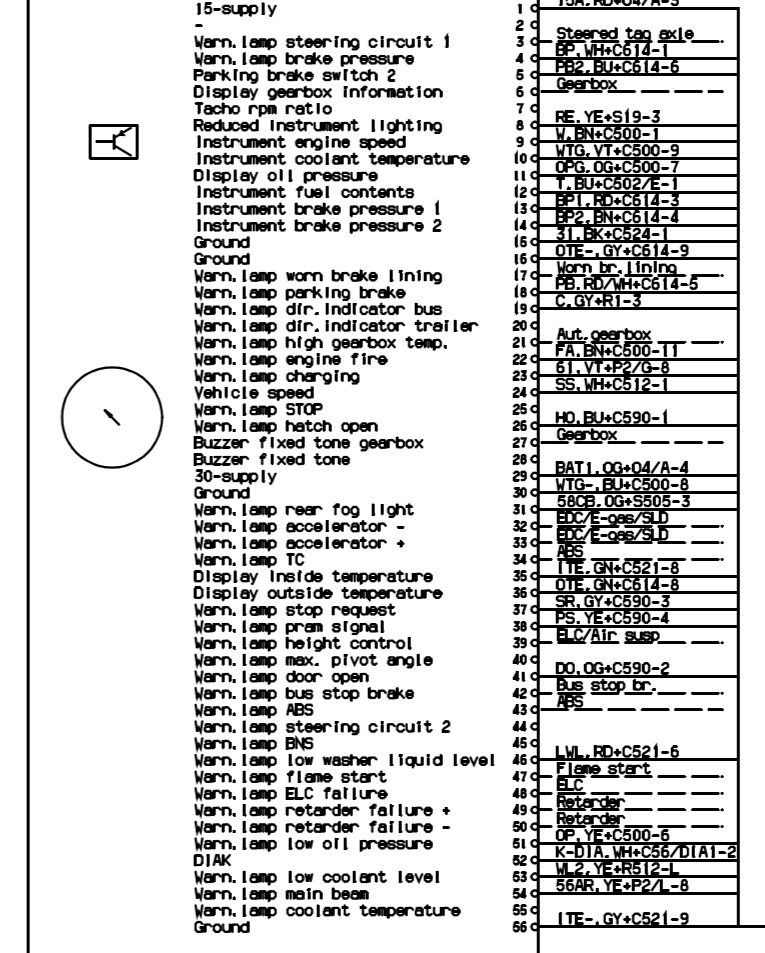 15-supply 1
- 2
Warn.lamp steering circuit 1 3 Steered tag axle
Warn.lamp brake pressure 4 BP.WH+C614-1
Parking brake switch 2 5 PB2.BU+C614-6
Display gearbox information 6 Gearbox
Tacho rpm ratio 7
Reduced instrument lighting 8 RE.YE+S19-3
Instrument engine speed 9 W.BN+C500-1
Instrument coolant temperature 10 WTG.VT+C500-9
Display oil pressure 11 OPG.OG+C500-7
Instrument fuel contents 12 T.BU+C502/E-1
Instrument brake pressure 1 13 BP1.RD+C614-3
Instrument brake pressure 2 14 BP2.BN+C614-4
Ground 15 31.BK+C524-1
Ground 16 OTE-.GY+C614-9
Warn.lamp worn brake lining 17 Worn br.lining
Warn.lamp parking brake 18 PB.RD/WH+C614-5
Warn.lamp dir.indicator bus 19 C.GY+R1-3
Warn.lamp dir.indicator trailer 20
Warn.lamp high gearbox temp. 21 Aut.gearbox
Warn.lamp engine fire 22 FA.BN+C500-11
Warn.lamp charging 23 61.VT+P2/G-8
Vehicle speed 24 SS.WH+C512-1
Warn.lamp STOP 25
Warn.lamp hatch open 26 HO.BU+C590-1
Buzzer fixed tone gearbox 27 Gearbox
Buzzer fixed tone 28
30-supply 29 BAT1.OG+04/A-4
Ground 30 WTG-.BU+C500-8
Warn.lamp rear fog light 31 58CB.OG+S505-3
Warn.lamp accelerator - 32 EDC/E-gas/SLD
Warn.lamp accelerator + 33 EDC/E-gas/SLD
Warn.lamp TC 34 ABS
Display inside temperature 35 ITE.GN+C521-8
Display outside temperature 36 OTE.GN+C614-8
Warn.lamp stop request 37 SR.GY+C590-3
Warn.lamp pram signal 38 PS.YE+C590-4
Warn.lamp height control 39 ELC/Air susp
Warn.lamp max. pivot angle 40
Warn.lamp door open 41 DO.OG+C590-2
Warn.lamp bus stop brake 42 Bus stop br.
Warn.lamp ABS 43 ABS
Warn.lamp steering circuit 2 44
Warn.lamp BNS 45
Warn.lamp low washer liquid level 46 LWL.RD+C521-6
Warn.lamp flame start 47 Flame start
Warn.lamp ELC failure 48 ELC
Warn.lamp retarder failure + 49 Retarder
Warn.lamp retarder failure - 50 Retarder
Warn.lamp low oil pressure 51 OP.YE+C500-6
DIAK 52 K-DIA.WH+C56/DIA1-2
Warn.lamp low coolant level 53 WL2.YE+R512-L
Warn.lamp main beam 54 56AR.YE+P2/L-8
Warn.lamp coolant temperature 55
Ground 56 ITE-.GY+C521-9